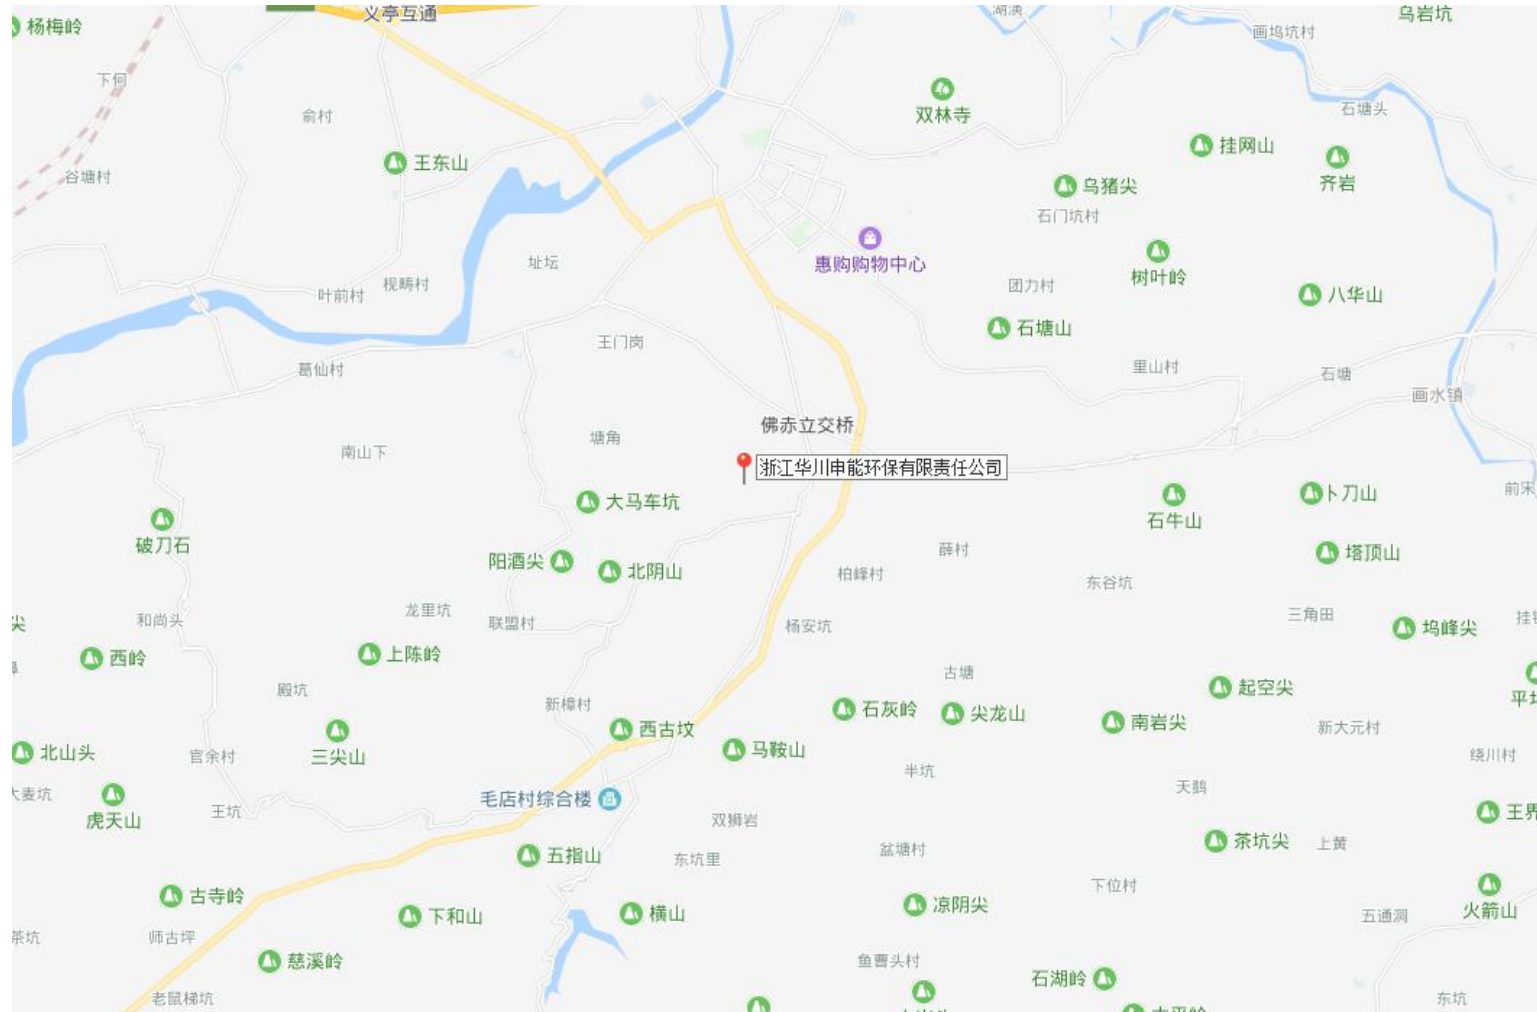 义亭互通
湖演
乌岩坑
杨梅岭
画坞坑村
下何
双林寺
石塘头
俞村
挂网山
王东山
谷塘村
乌猪尖
齐岩
石门坑村
址坛
惠购购物中心
树叶岭
枧畴村
叶前村
团力村
八华山
石塘山
王门岗
葛仙村
里山村
石塘
画水镇
佛赤立交桥
塘角
南山下
浙江华川申能环保有限责任公司
大马车坑
石牛山
卜刀山
前宋
破刀石
薛村
塔顶山
阳酒尖
北阴山
柏峰村
东谷坑
龙里坑
和尚头
联盟村
杨安坑
三角田
坞峰尖
尖
西岭
上陈岭
古塘
殿坑
新樟村
石灰岭
尖龙山
起空尖
南岩尖
西古坟
新大元村
北山头
官余村
三尖山
马鞍山
半坑
绕川村
大麦坑
虎天山
王坑
毛店村综合楼
双狮岩
天鹅
王界
茶坑尖
上黄
五指山
东坑里
盆塘村
下位村
古寺岭
下和山
横山
凉阴尖
五通洞
火箭山
茶坑
师古坪
慈溪岭
鱼曹头村
石湖岭
老鼠梯坑
东坑